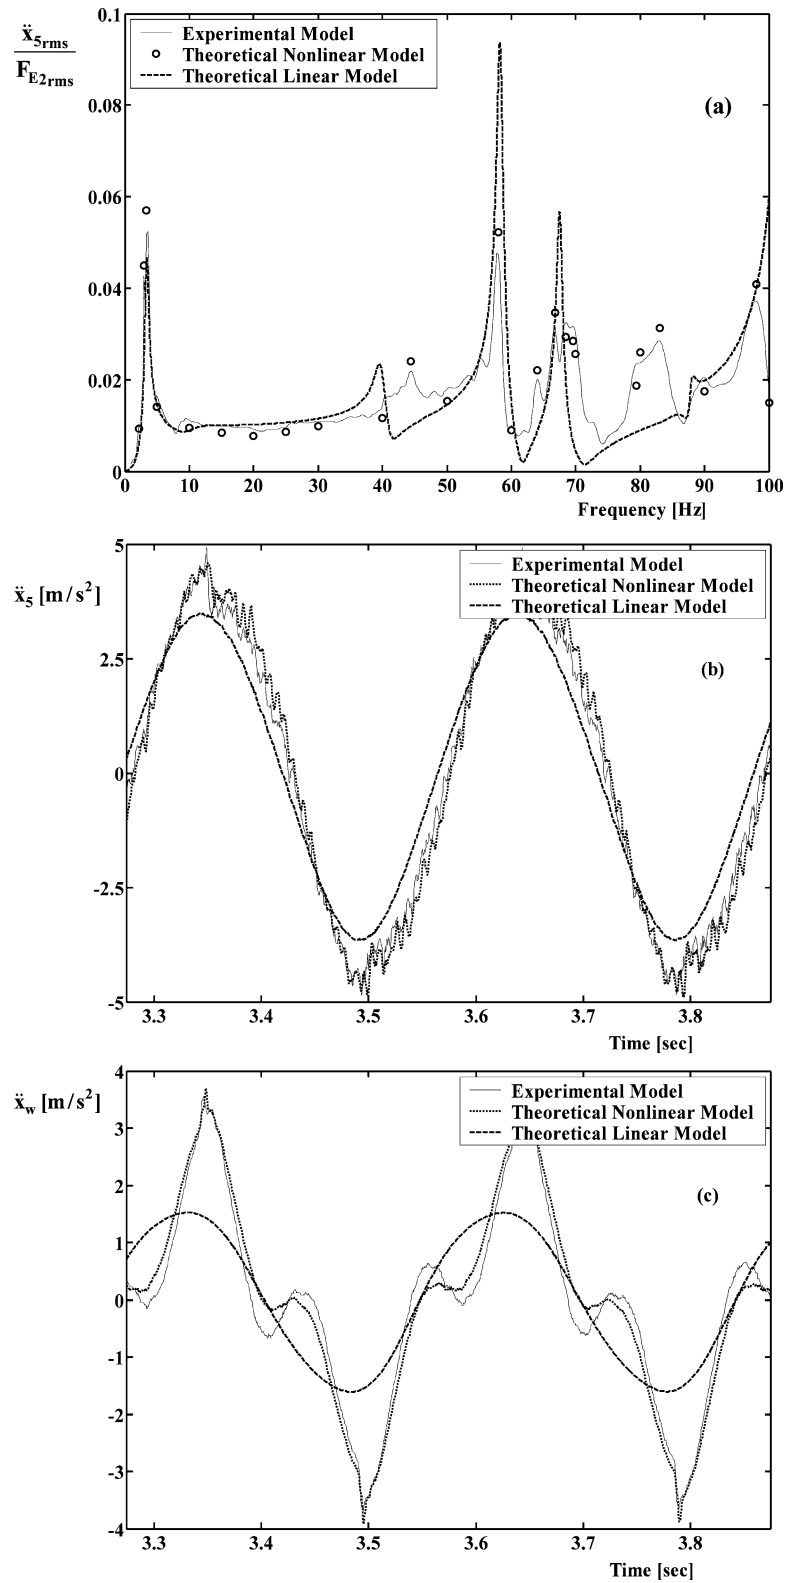 ẍ5rms
FE2rms
Experimental Model
Theoretical Nonlinear Model
Theoretical Linear Model
(a)
0.1
0.08
0.06
0.04
0.02
0
0 10 20 30 40 50 60 70 80 90 100
Frequency [Hz]
ẍ5 [m/s²]
Experimental Model
Theoretical Nonlinear Model
Theoretical Linear Model
(b)
5
2.5
0
-2.5
-5
3.3 3.4 3.5 3.6 3.7 3.8
Time [sec]
ẍw [m/s²]
Experimental Model
Theoretical Nonlinear Model
Theoretical Linear Model
(c)
4
3
2
1
0
-1
-2
-3
-4
3.3 3.4 3.5 3.6 3.7 3.8
Time [sec]